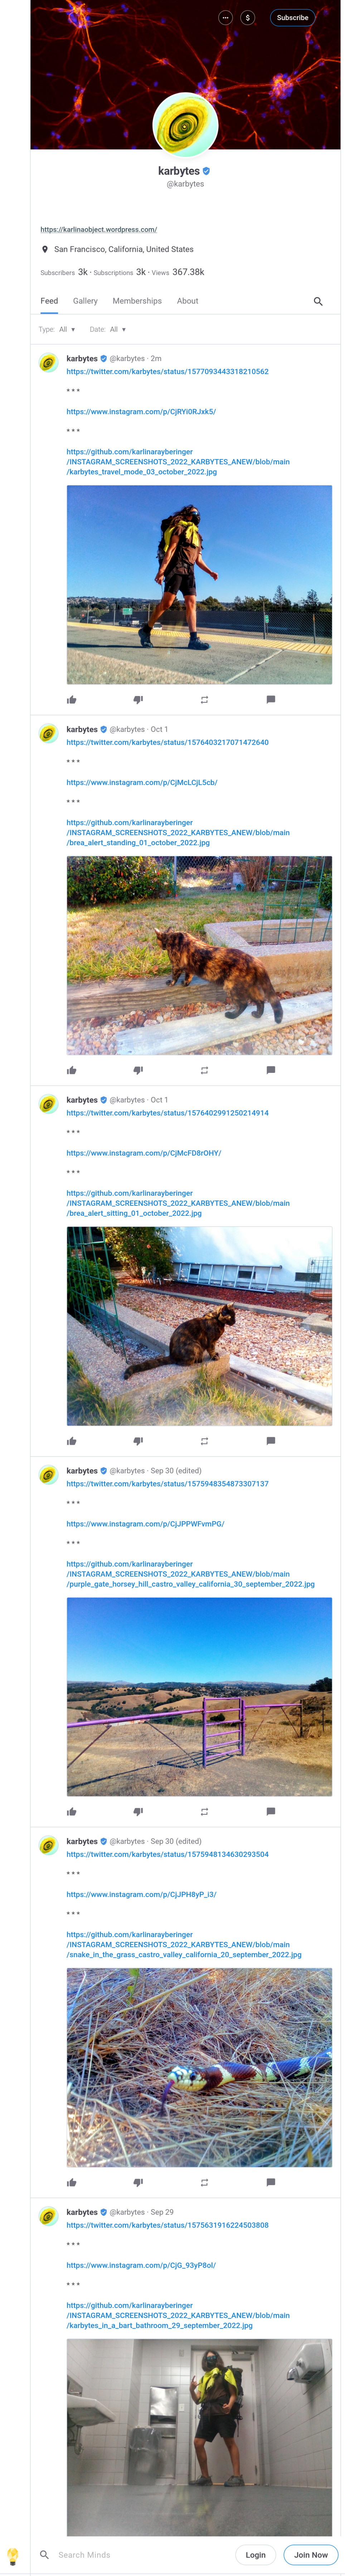 $
Subscribe
karbytes
@karbytes
https://karlinaobject.wordpress.com/
San Francisco, California, United States
Subscribers 3k · Subscriptions 3k · Views 367.38k
Feed Gallery Memberships About
Type: All ▾ Date: All ▾
karbytes @karbytes · 2m
https://twitter.com/karbytes/status/1577093443318210562
* * *
https://www.instagram.com/p/CjRYi0RJxk5/
* * *
https://github.com/karlinarayberinger
/INSTAGRAM_SCREENSHOTS_2022_KARBYTES_ANEW/blob/main
/karbytes_travel_mode_03_october_2022.jpg
karbytes @karbytes · Oct 1
https://twitter.com/karbytes/status/1576403217071472640
* * *
https://www.instagram.com/p/CjMcLCjL5cb/
* * *
https://github.com/karlinarayberinger
/INSTAGRAM_SCREENSHOTS_2022_KARBYTES_ANEW/blob/main
/brea_alert_standing_01_october_2022.jpg
karbytes @karbytes · Oct 1
https://twitter.com/karbytes/status/1576402991250214914
* * *
https://www.instagram.com/p/CjMcFD8rOHY/
* * *
https://github.com/karlinarayberinger
/INSTAGRAM_SCREENSHOTS_2022_KARBYTES_ANEW/blob/main
/brea_alert_sitting_01_october_2022.jpg
karbytes @karbytes · Sep 30 (edited)
https://twitter.com/karbytes/status/1575948354873307137
* * *
https://www.instagram.com/p/CjJPPWFvmPG/
* * *
https://github.com/karlinarayberinger
/INSTAGRAM_SCREENSHOTS_2022_KARBYTES_ANEW/blob/main
/purple_gate_horsey_hill_castro_valley_california_30_september_2022.jpg
karbytes @karbytes · Sep 30 (edited)
https://twitter.com/karbytes/status/1575948134630293504
* * *
https://www.instagram.com/p/CjJPH8yP_i3/
* * *
https://github.com/karlinarayberinger
/INSTAGRAM_SCREENSHOTS_2022_KARBYTES_ANEW/blob/main
/snake_in_the_grass_castro_valley_california_20_september_2022.jpg
karbytes @karbytes · Sep 29
https://twitter.com/karbytes/status/1575631916224503808
* * *
https://www.instagram.com/p/CjG_93yP8ol/
* * *
https://github.com/karlinarayberinger
/INSTAGRAM_SCREENSHOTS_2022_KARBYTES_ANEW/blob/main
/karbytes_in_a_bart_bathroom_29_september_2022.jpg
Search Minds
Login
Join Now